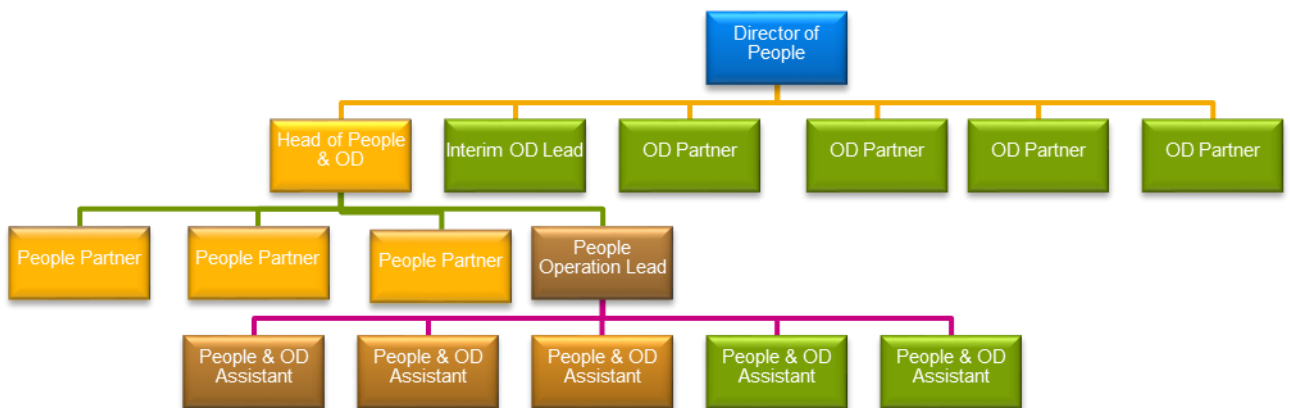 Director of
People
Head of People
& OD
Interim OD Lead
OD Partner
OD Partner
OD Partner
OD Partner
People Partner
People Partner
People Partner
People
Operation Lead
People & OD
Assistant
People & OD
Assistant
People & OD
Assistant
People & OD
Assistant
People & OD
Assistant